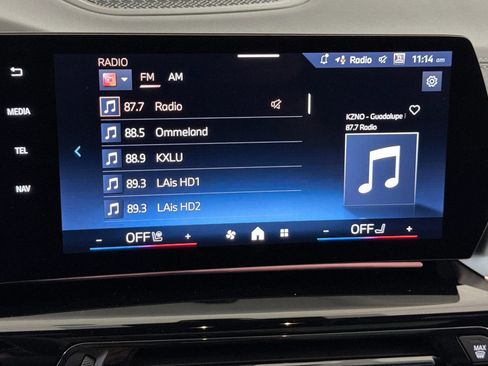 RADIO
Radio 11:14 am
FM AM
MEDIA
TEL
NAV
87.7 Radio
88.5 Ommeland
88.9 KXLU
89.3 LAis HD1
89.3 LAis HD2
KZNO - Guadalupe
87.7 Radio
- OFF +
- OFF +
MAX